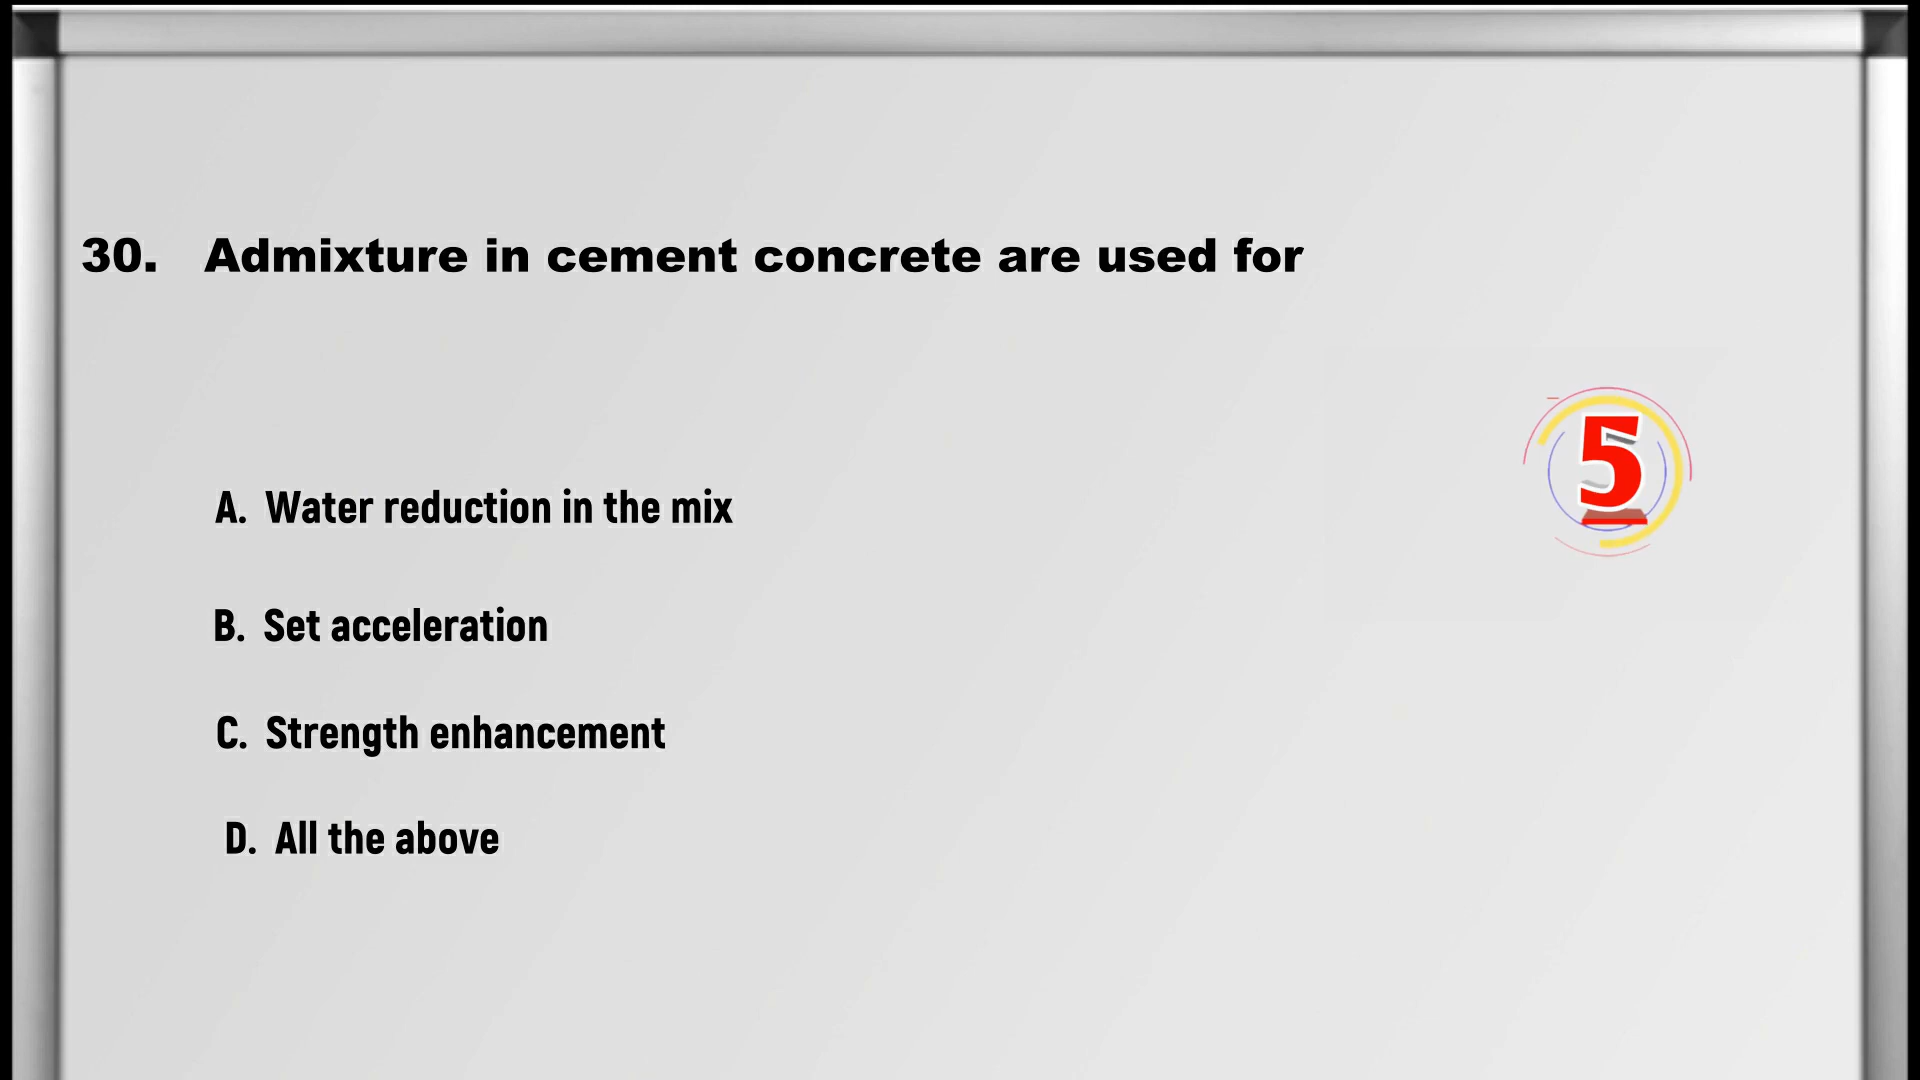 30. Admixture in cement concrete are used for
5
A. Water reduction in the mix
B. Set acceleration
C. Strength enhancement
D. All the above